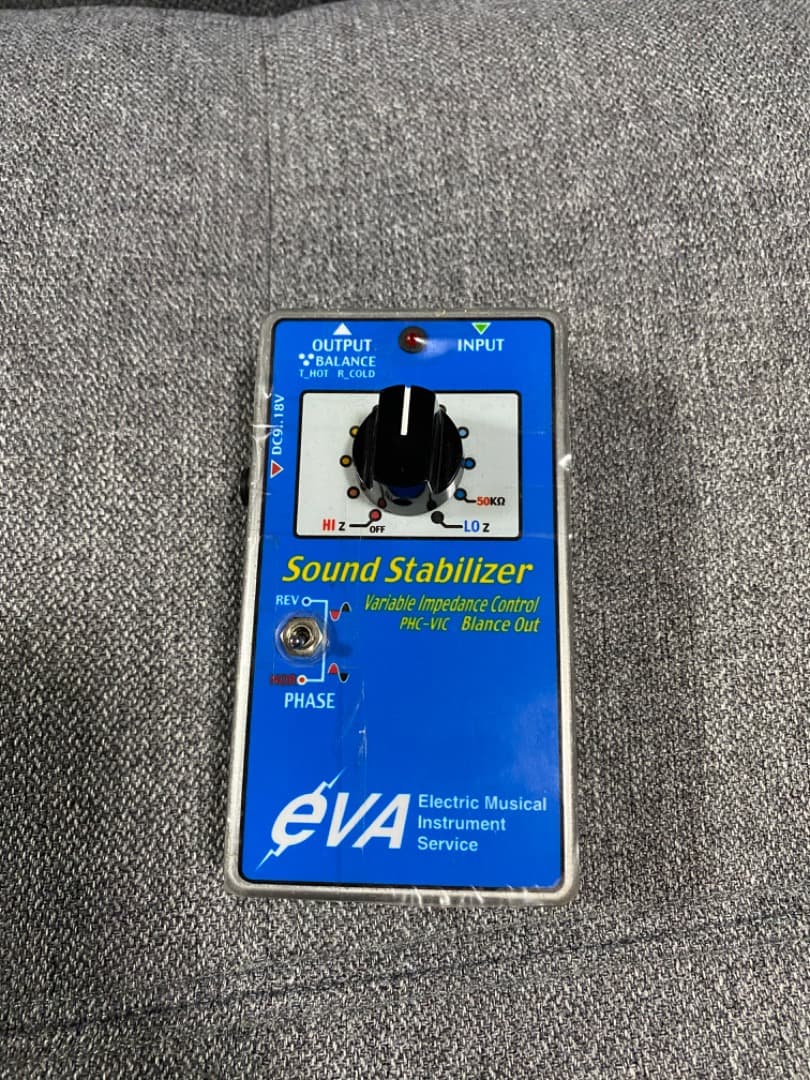 OUTPUT
INPUT
BALANCE
T_HOT R_COLD
DC9..18V
50KΩ
HI Z
OFF
LO Z
Sound Stabilizer
Variable Impedance Control
PHC-VIC Blance Out
REV
PHASE
eVA
Electric Musical
Instrument
Service